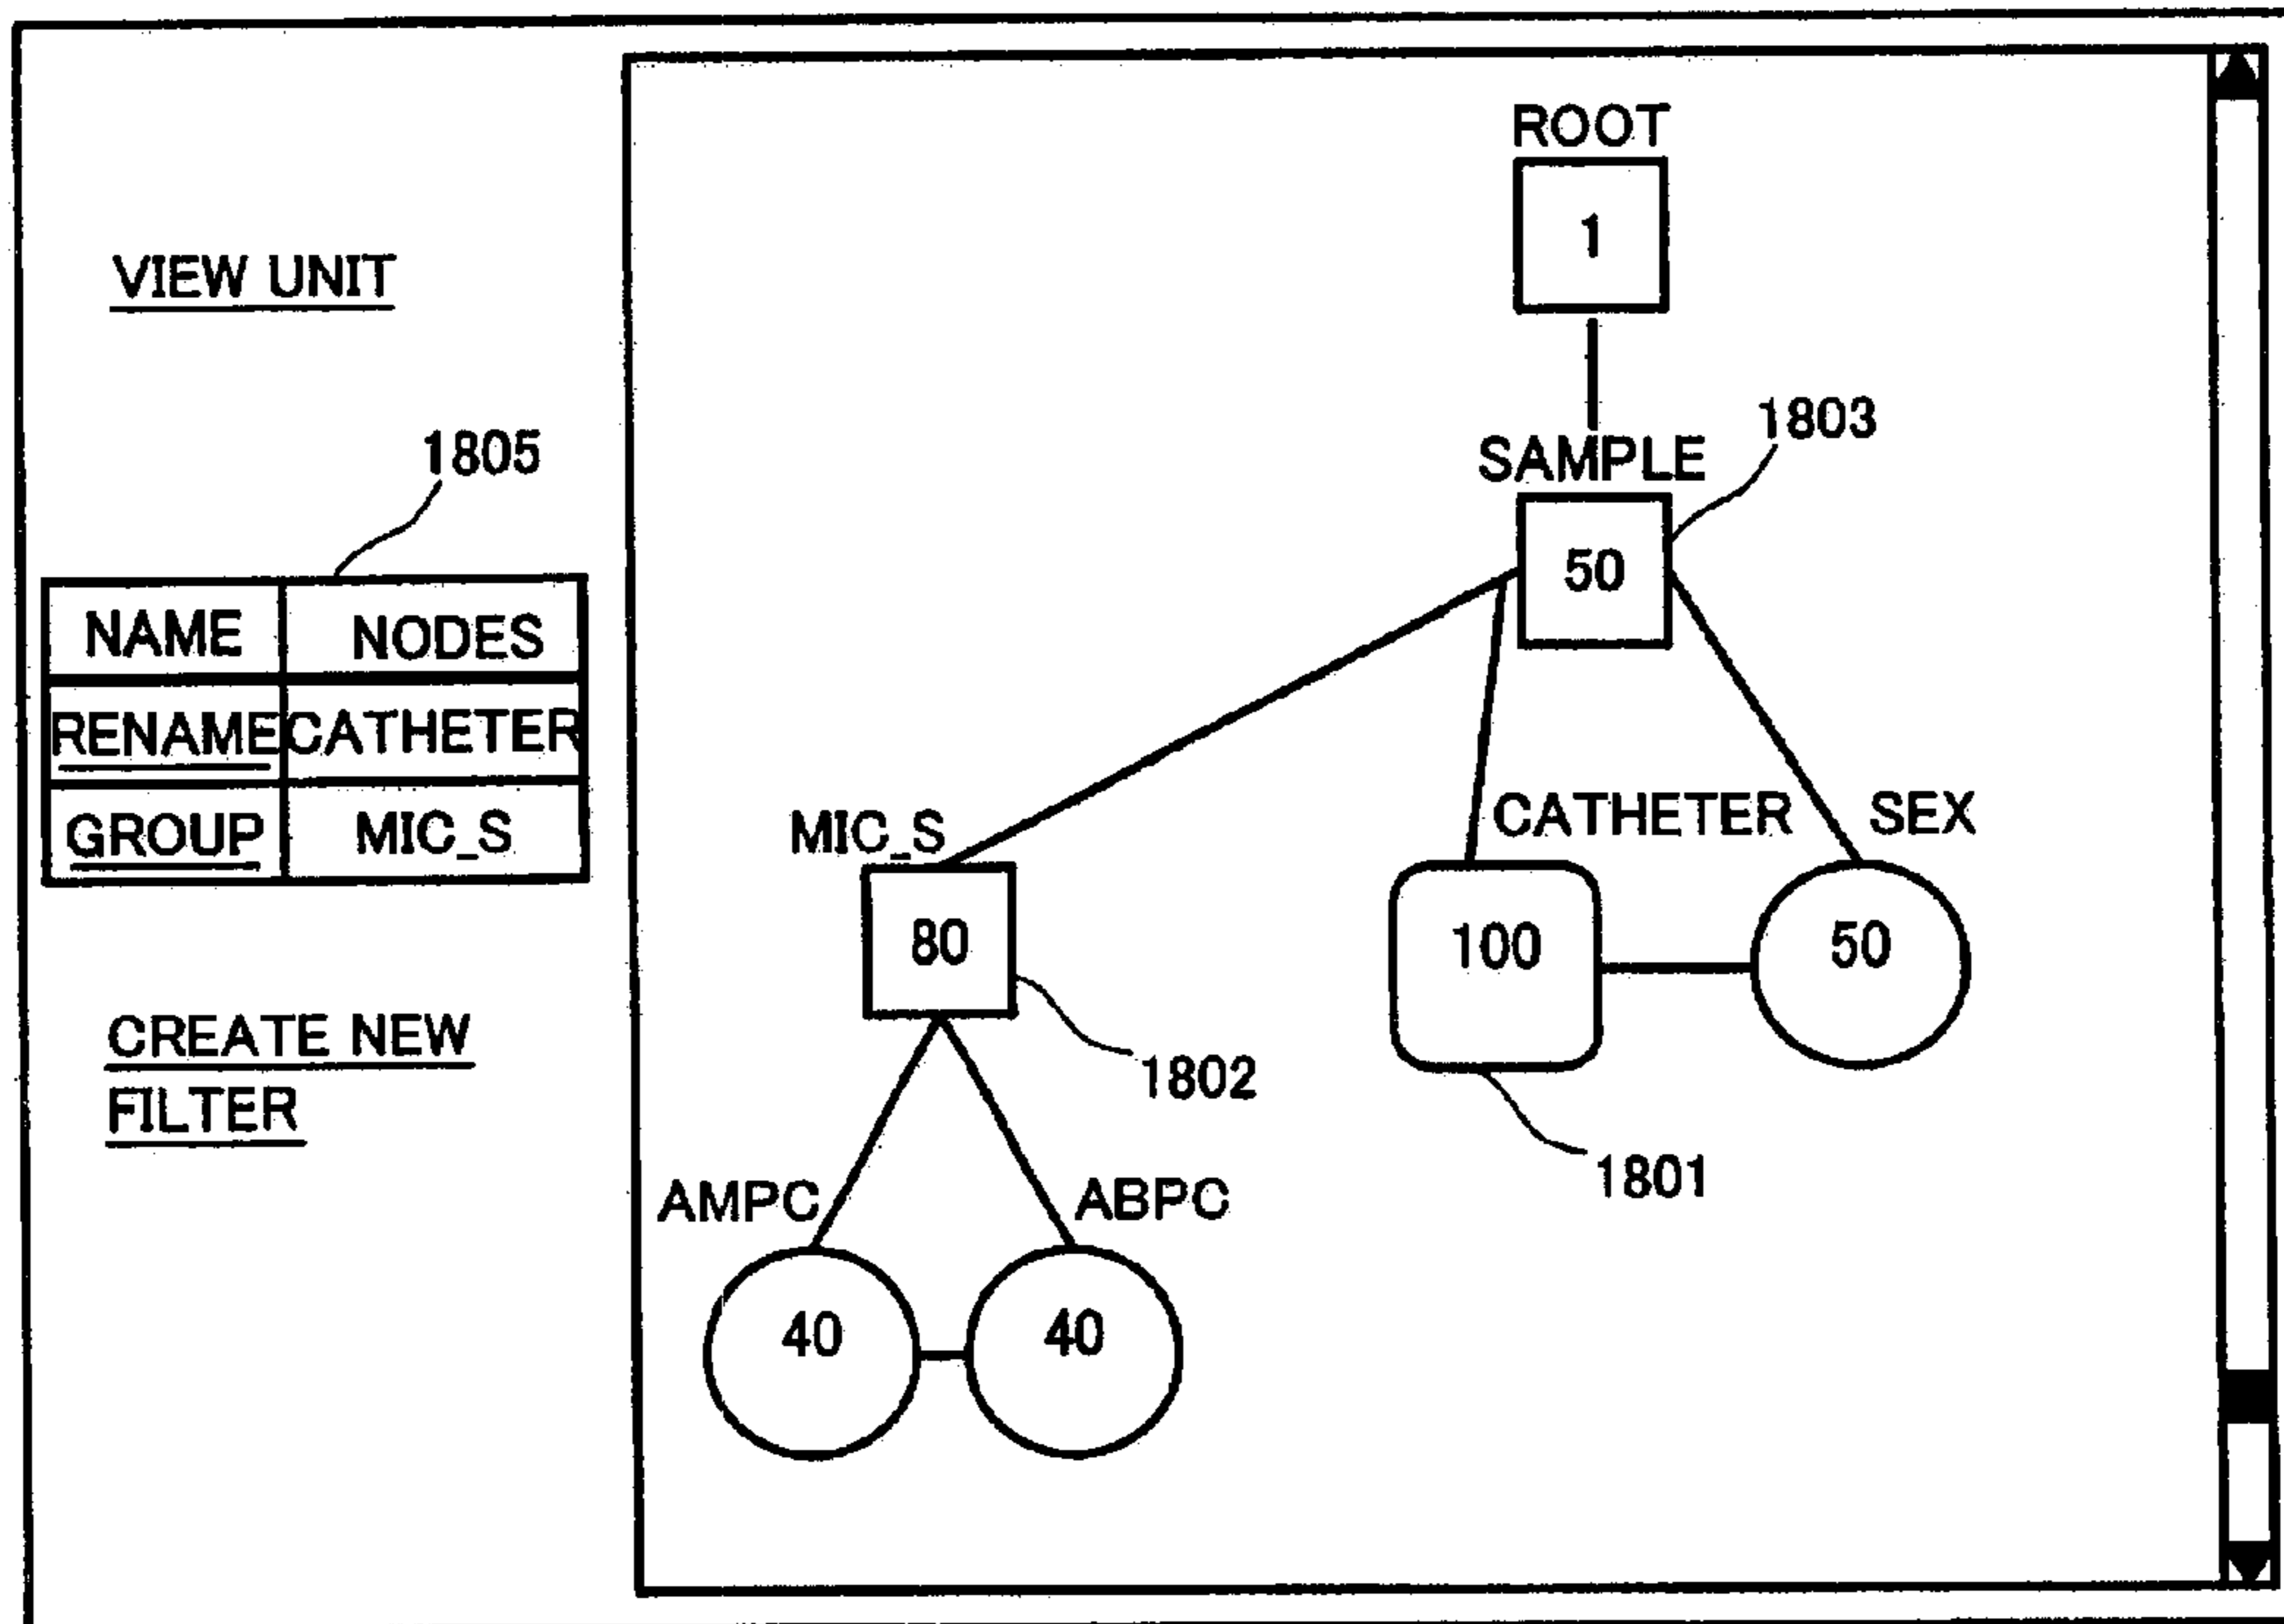 VIEW UNIT
1805
NAME NODES
RENAME CATHETER
GROUP MIC_S
CREATE NEW
FILTER
ROOT
1
1803
SAMPLE
50
MIC_S
CATHETER SEX
80
100
50
1802
1801
AMPC ABPC
40 40